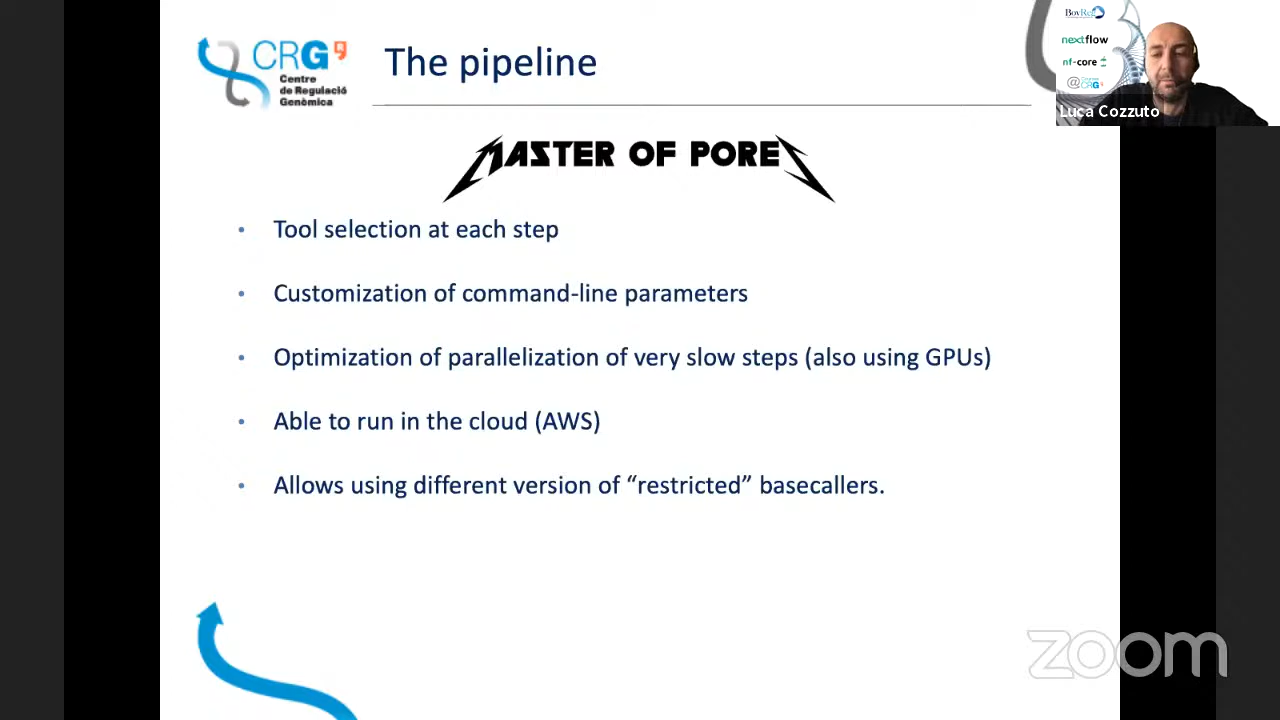 CRG
Centre
de Regulació
Genòmica
The pipeline
BovReg
nextflow
nf-core
CRG
Luca Cozzuto
MASTER OF PORES
• Tool selection at each step
• Customization of command-line parameters
• Optimization of parallelization of very slow steps (also using GPUs)
• Able to run in the cloud (AWS)
• Allows using different version of “restricted” basecallers.
zoom